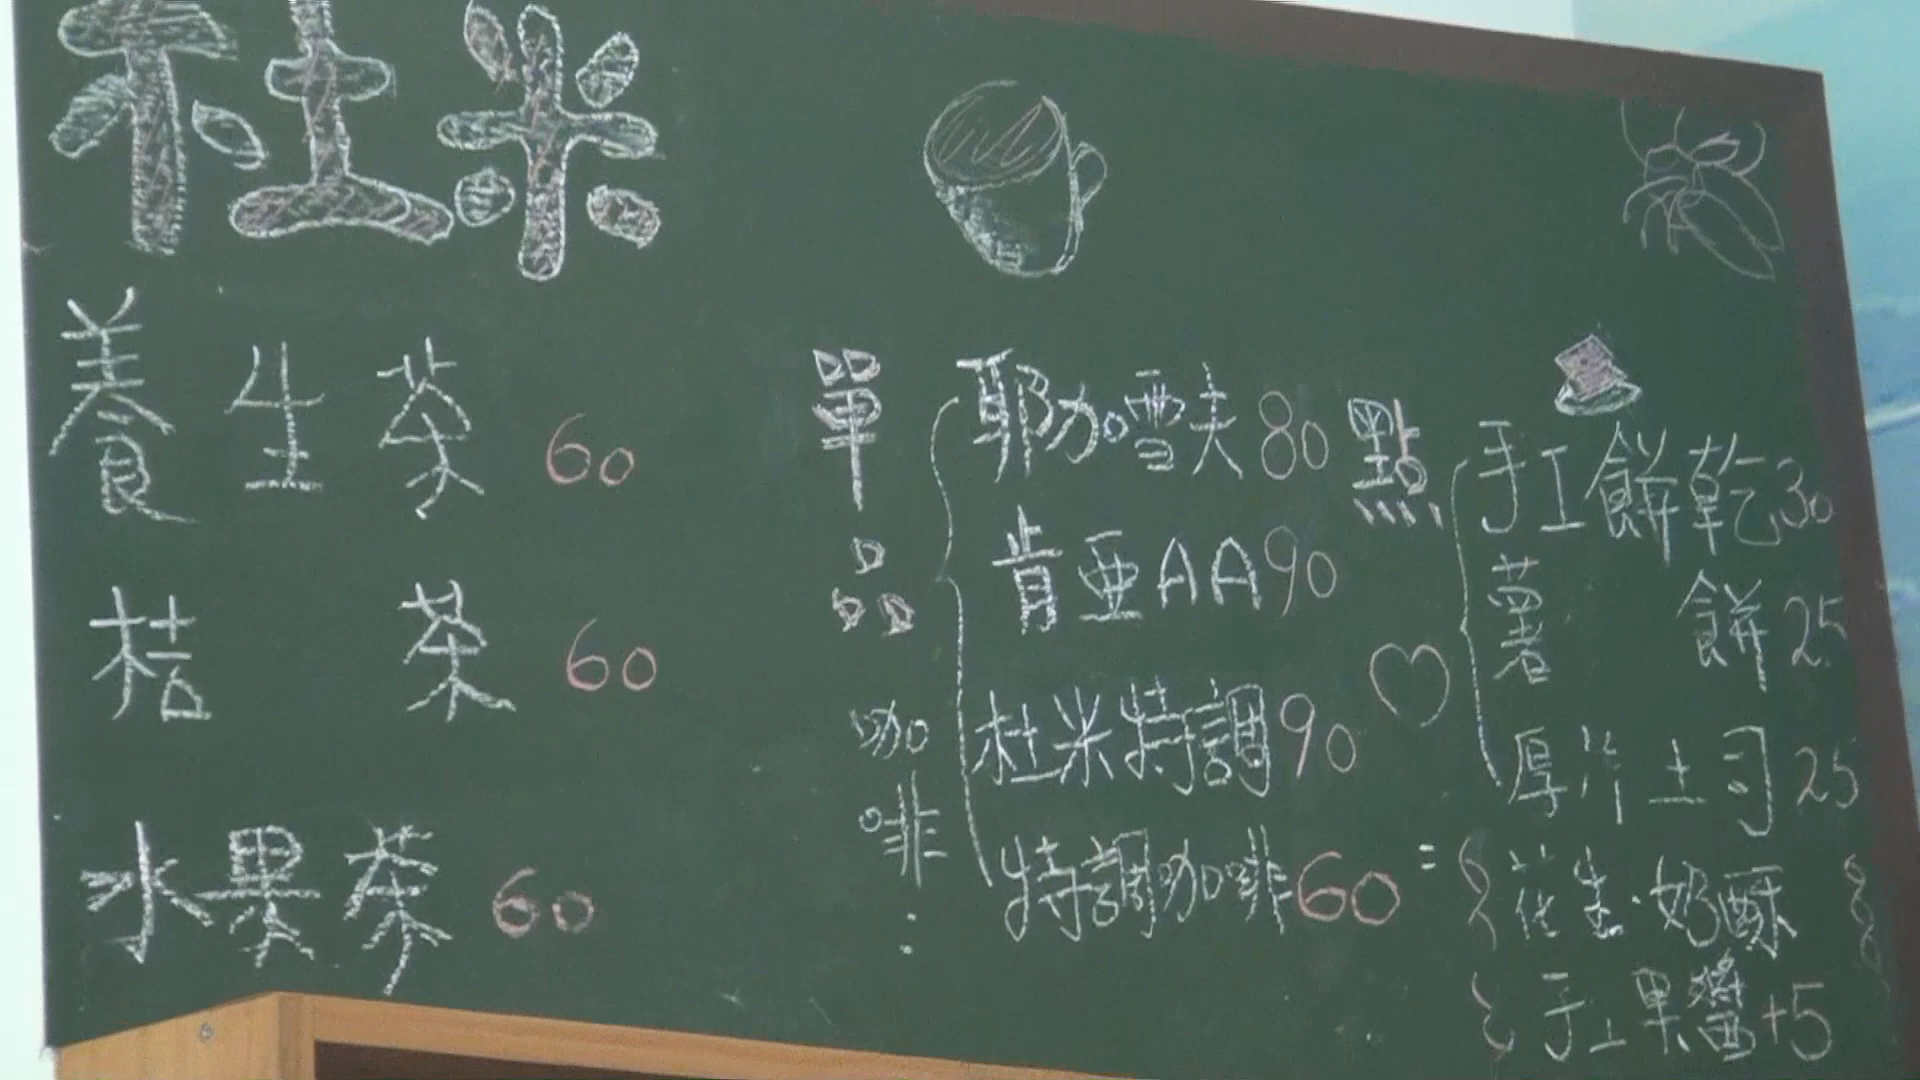 杜米
養生茶 60
桔茶 60
水果茶 60
單品咖啡:
耶加雪夫 80
肯亞AA 90
杜米特調 90
特調咖啡 60
點♡:
手工餅乾 30
薯餅 25
厚片土司 25
花生·奶酥
手工果醬+5